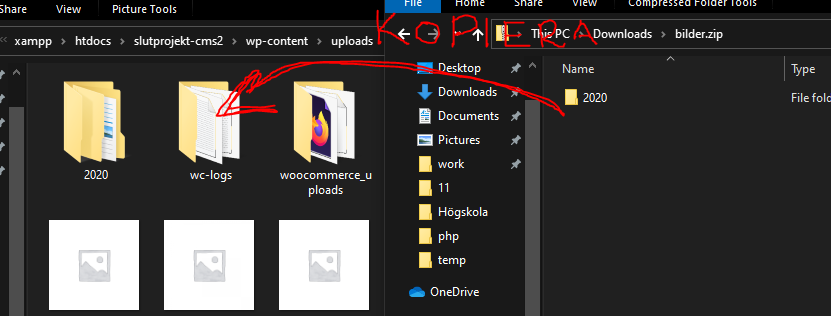 Share View Picture Tools
File Home Share View Compressed Folder Tools
KOPIERA
xampp › htdocs › slutprojekt-cms2 › wp-content › uploads
This PC › Downloads › bilder.zip
Name Type
Desktop
Downloads
Documents
Pictures
work
11
Högskola
php
temp
OneDrive
2020 File fold
2020
wc-logs
woocommerce_u
ploads